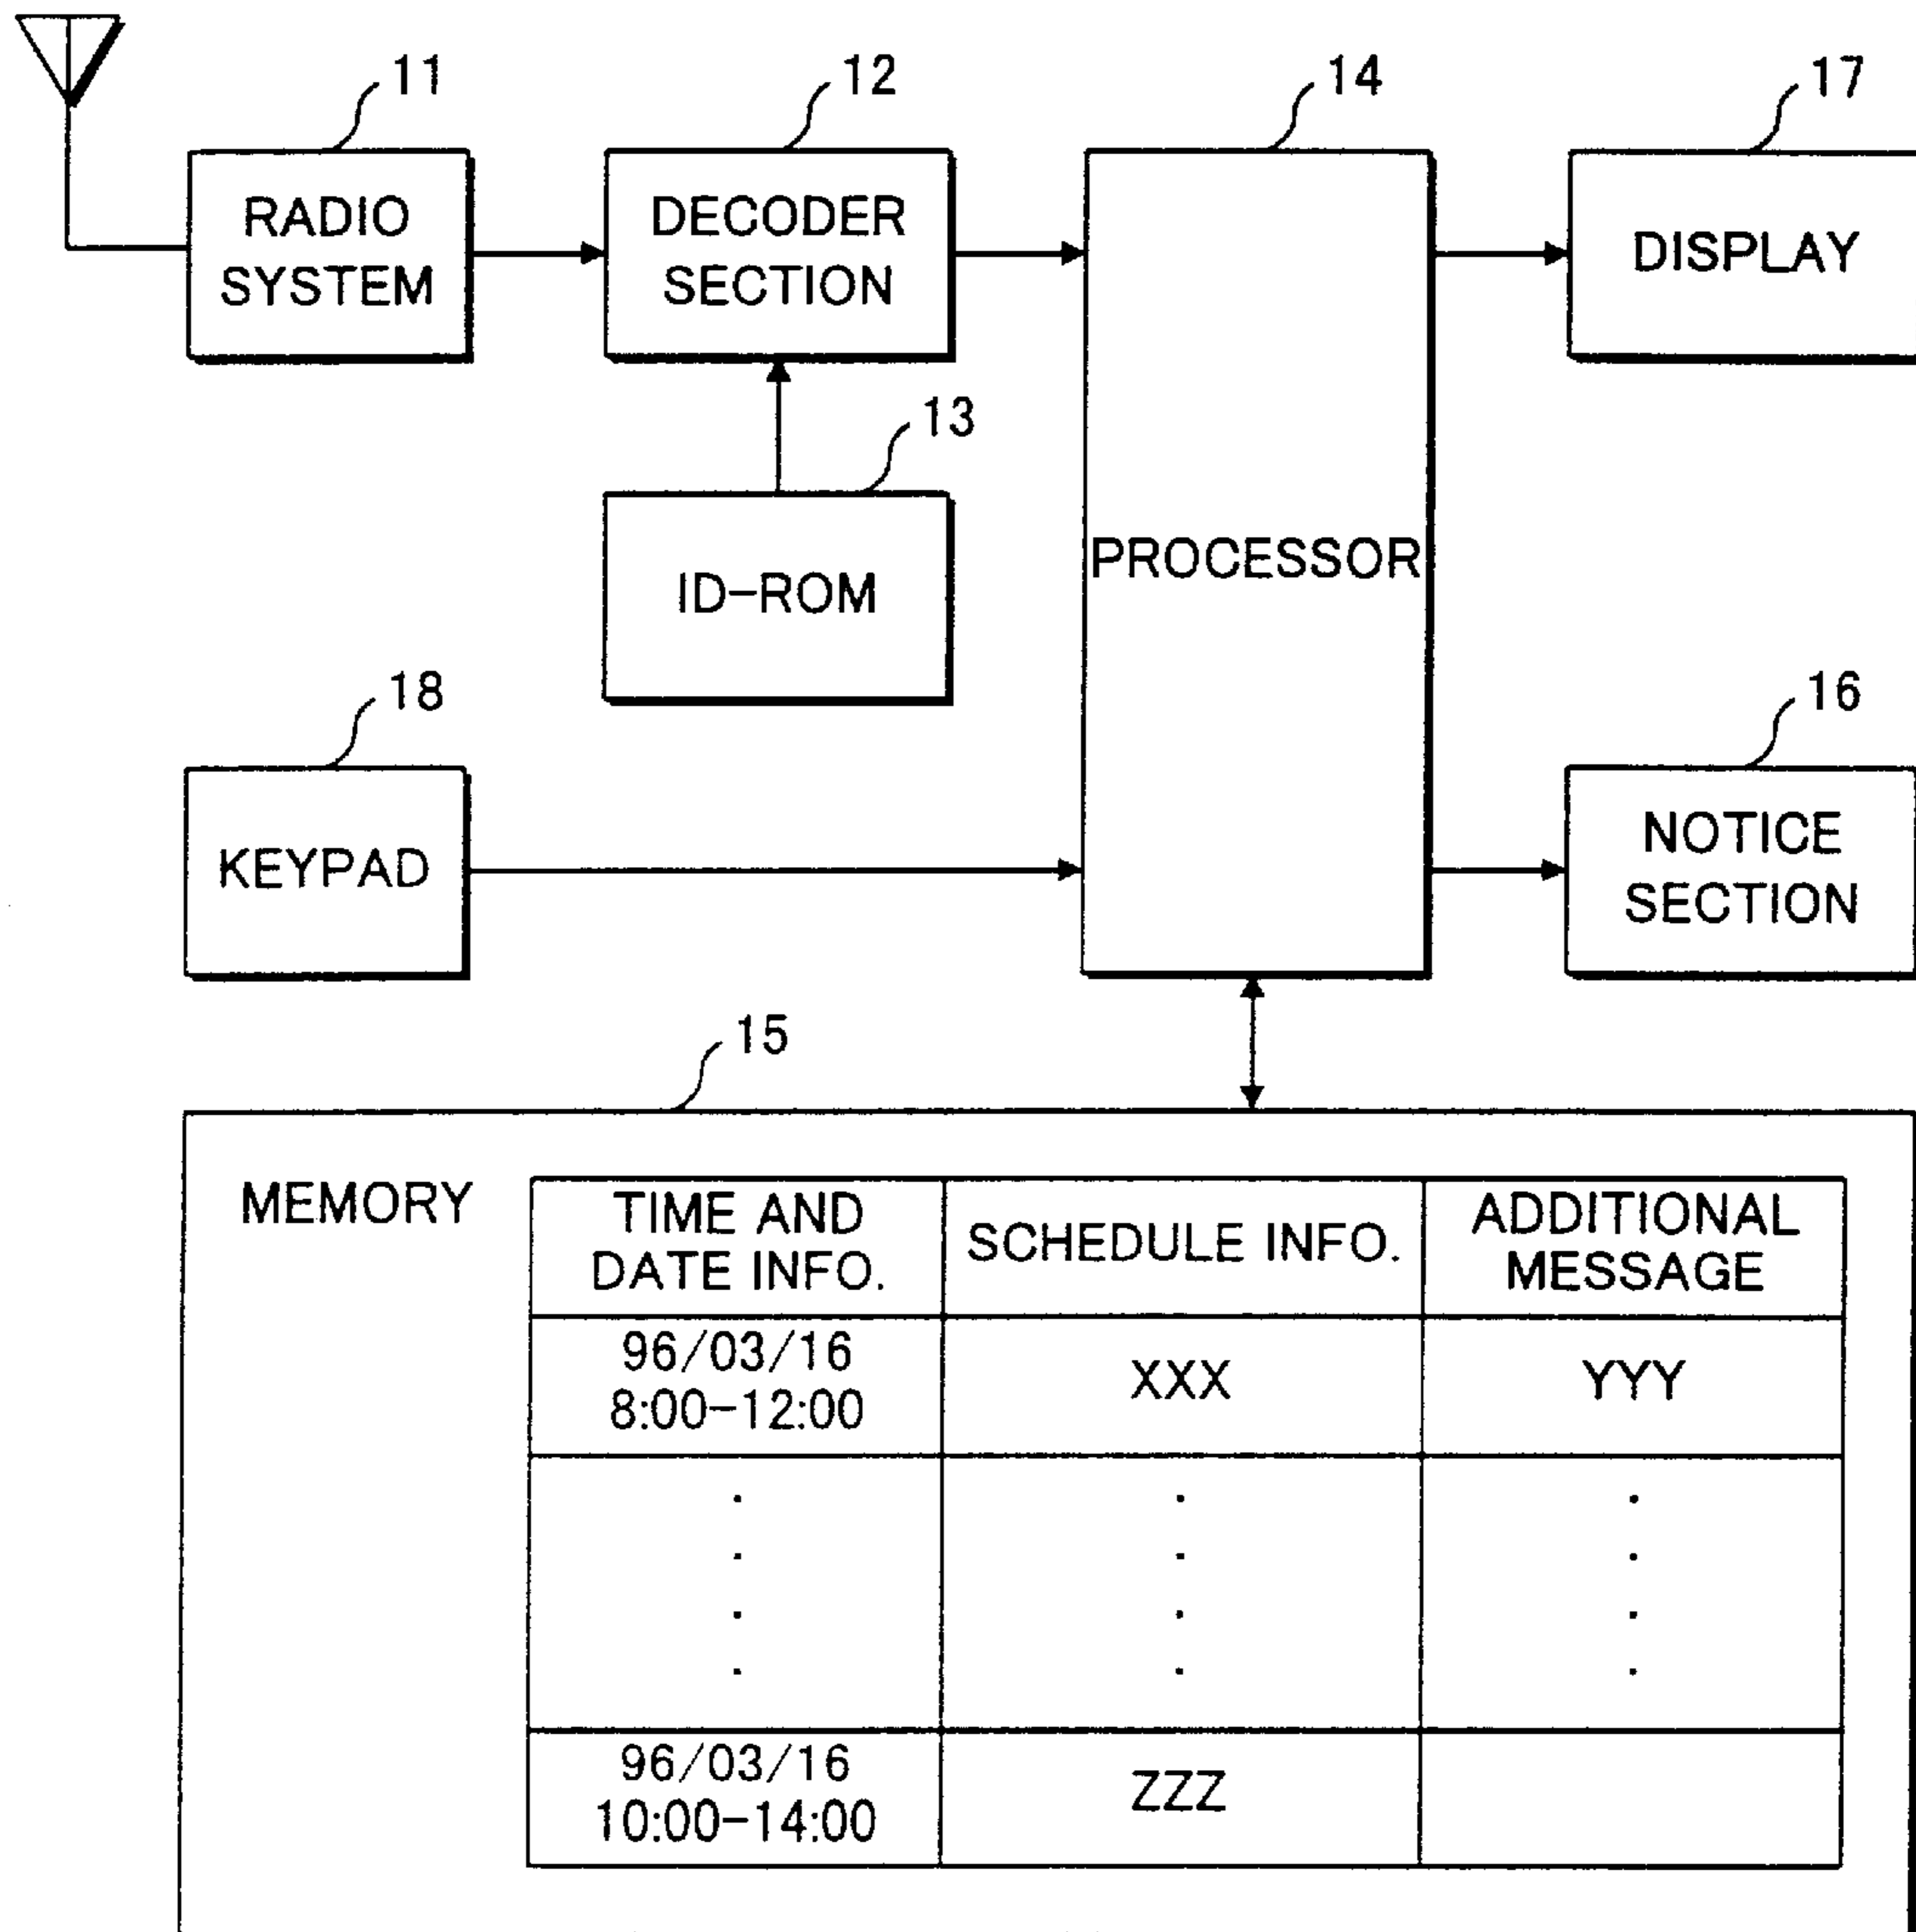 11
12
14
17
RADIO
SYSTEM
DECODER
SECTION
DISPLAY
13
ID-ROM
PROCESSOR
18
16
KEYPAD
NOTICE
SECTION
15
MEMORY
TIME AND
DATE INFO.
SCHEDULE INFO.
ADDITIONAL
MESSAGE
96/03/16
8:00-12:00
XXX
YYY
96/03/16
10:00-14:00
ZZZ